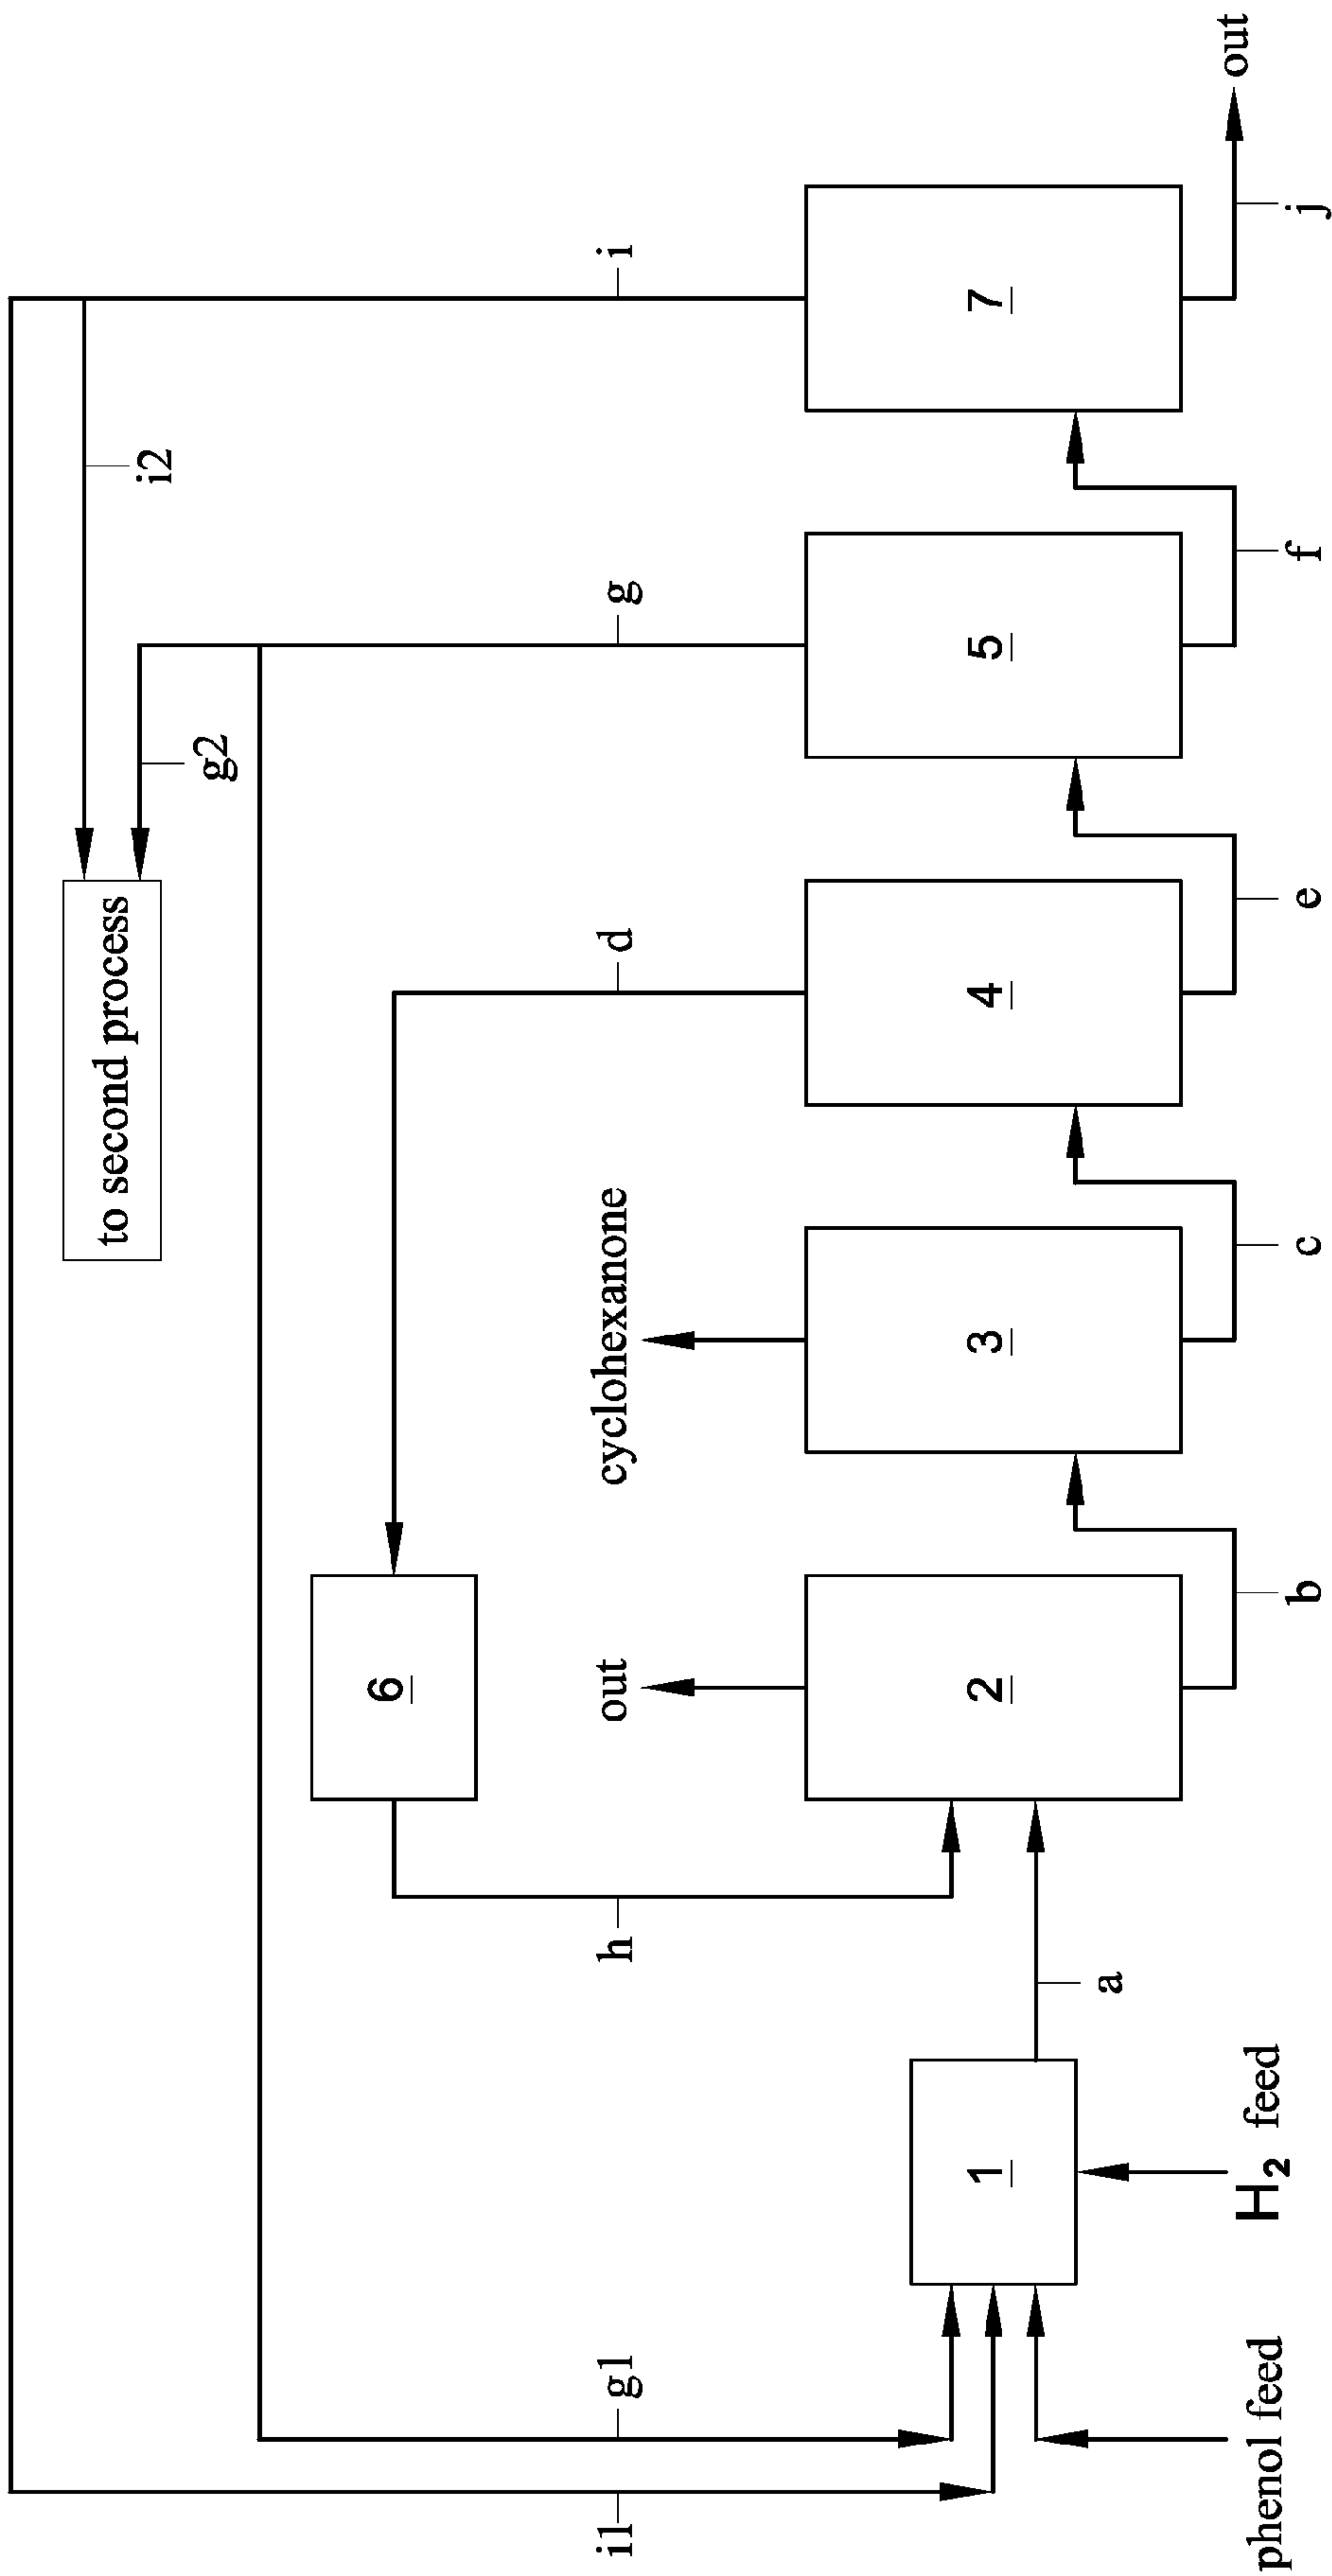 to second process
i2
g2
i1
g1
h
d
g
i
6
out
cyclohexanone
1
2
3
4
5
7
a
phenol feed
H₂ feed
b
c
e
f
j
out